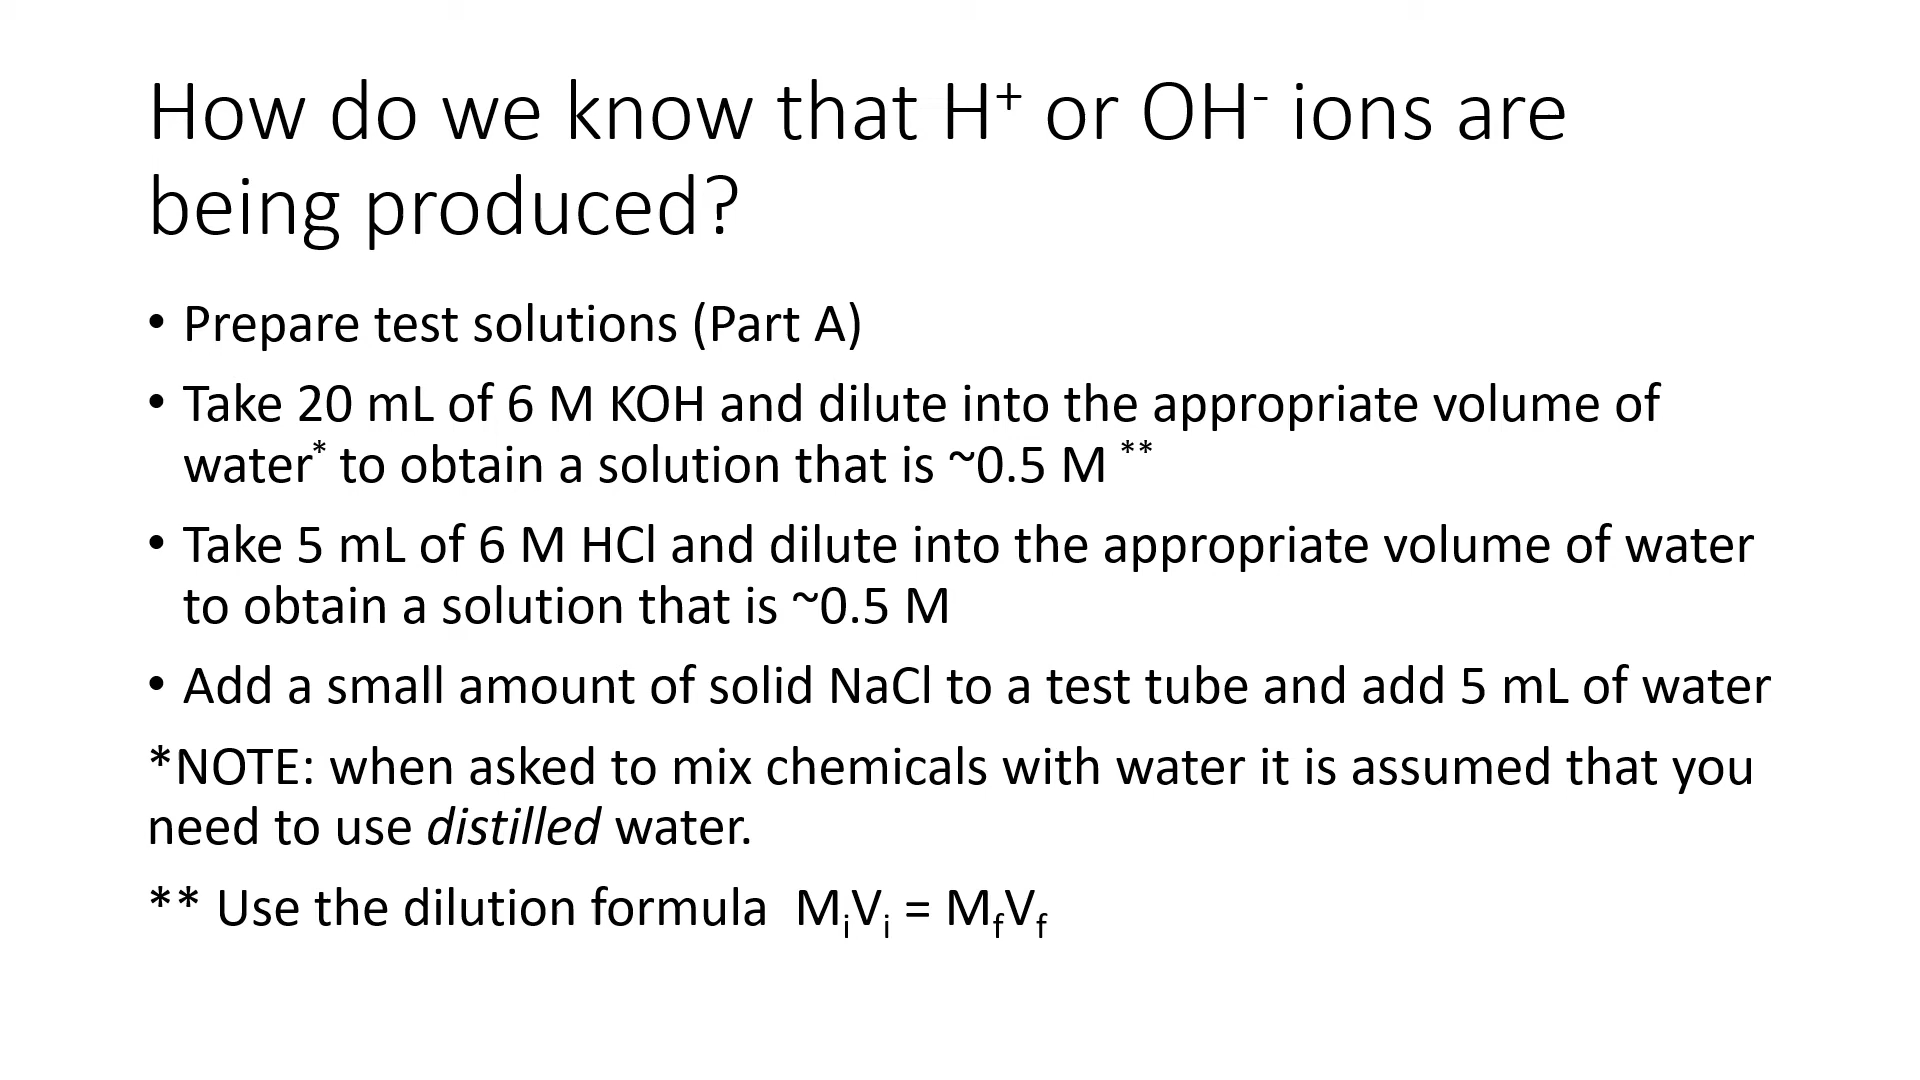 How do we know that H⁺ or OH⁻ ions are
being produced?
• Prepare test solutions (Part A)
• Take 20 mL of 6 M KOH and dilute into the appropriate volume of
water* to obtain a solution that is ~0.5 M **
• Take 5 mL of 6 M HCl and dilute into the appropriate volume of water
to obtain a solution that is ~0.5 M
• Add a small amount of solid NaCl to a test tube and add 5 mL of water
*NOTE: when asked to mix chemicals with water it is assumed that you
need to use distilled water.
** Use the dilution formula MᵢVᵢ = M_fV_f